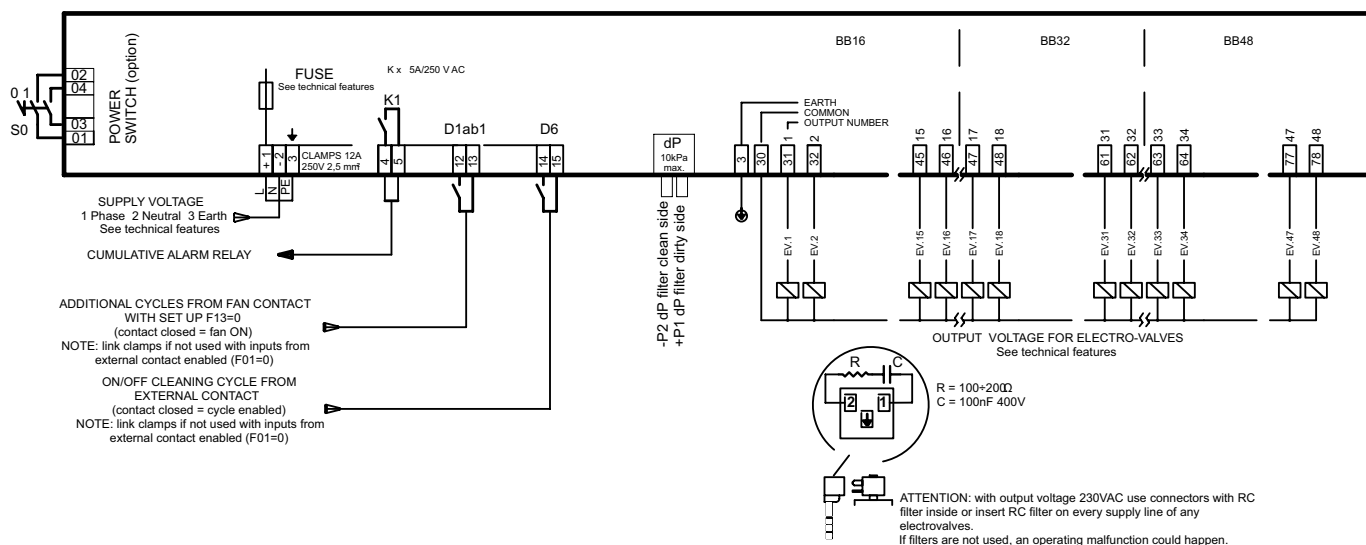 BB16 BB32 BB48
0 1
S0
02
04
03
01
POWER
SWITCH (option)
FUSE
See technical features
K x 5A/250 V AC
K1
D1ab1
D6
+ 1
- 2
3
CLAMPS 12A
250V 2,5 mm²
4 5
12 13
14 15
L N PE
dP
10kPa
max.
-P2 dP filter clean side
+P1 dP filter dirty side
EARTH
COMMON
OUTPUT NUMBER
1 2 15 16 17 18 31 32 33 34 47 48
3 30 31 32 45 46 47 48 61 62 63 64 77 78
EV.1 EV.2 EV.15 EV.16 EV.17 EV.18 EV.31 EV.32 EV.33 EV.34 EV.47 EV.48
SUPPLY VOLTAGE
1 Phase 2 Neutral 3 Earth
See technical features
CUMULATIVE ALARM RELAY
ADDITIONAL CYCLES FROM FAN CONTACT
WITH SET UP F13=0
(contact closed = fan ON)
NOTE: link clamps if not used with inputs from
external contact enabled (F01=0)
ON/OFF CLEANING CYCLE FROM
EXTERNAL CONTACT
(contact closed = cycle enabled)
NOTE: link clamps if not used with inputs from
external contact enabled (F01=0)
OUTPUT VOLTAGE FOR ELECTRO-VALVES
See technical features
R C
2 1
R = 100÷200Ω
C = 100nF 400V
ATTENTION: with output voltage 230VAC use connectors with RC
filter inside or insert RC filter on every supply line of any
electrovalves.
If filters are not used, an operating malfunction could happen.